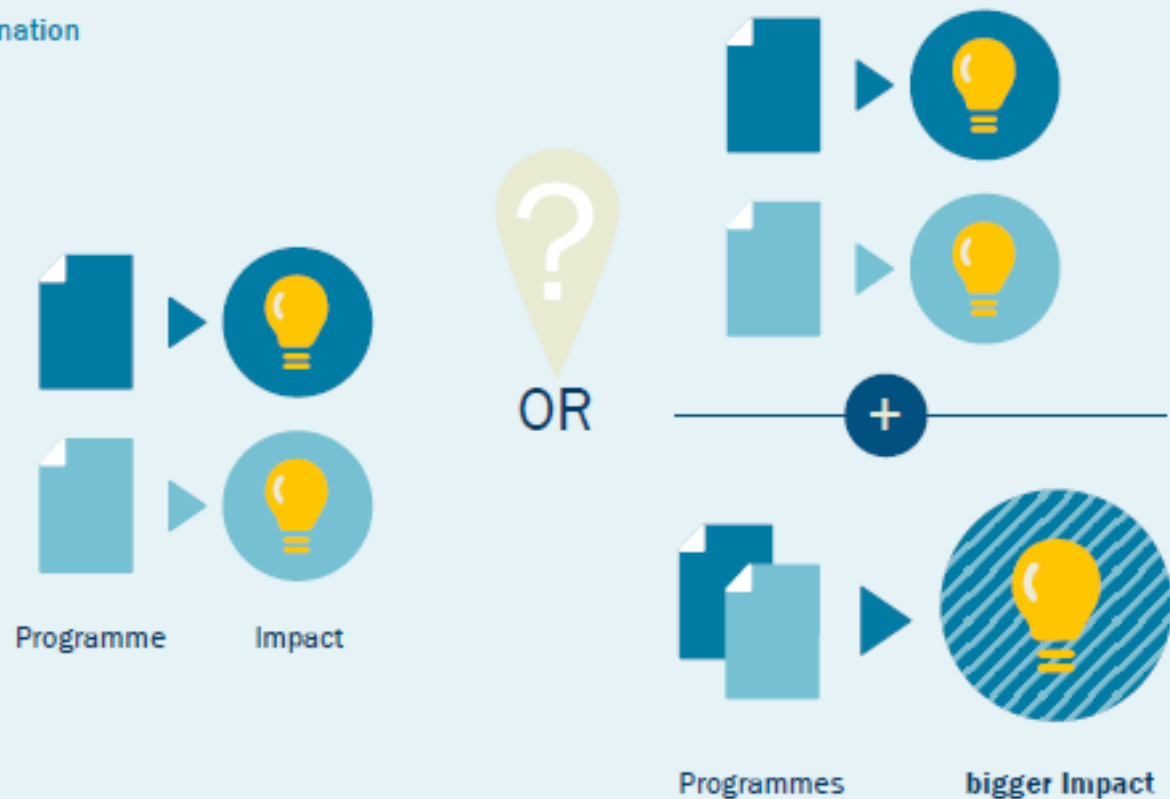 nation
?
OR
+
Programme
Impact
Programmes
bigger Impact